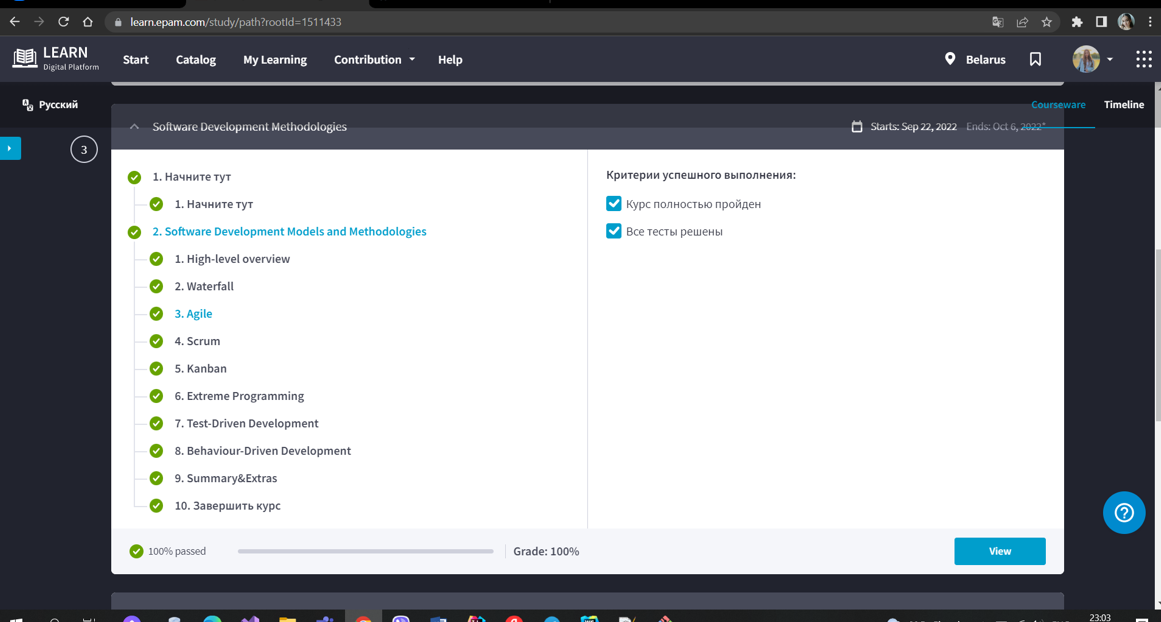 learn.epam.com/study/path?rootId=1511433
LEARN
Digital Platform
Start Catalog My Learning Contribution Help Belarus
Русский
Courseware Timeline
3
Software Development Methodologies
Starts: Sep 22, 2022 Ends: Oct 6, 2022*
1. Начните тут
1. Начните тут
2. Software Development Models and Methodologies
1. High-level overview
2. Waterfall
3. Agile
4. Scrum
5. Kanban
6. Extreme Programming
7. Test-Driven Development
8. Behaviour-Driven Development
9. Summary&Extras
10. Завершить курс
Критерии успешного выполнения:
Курс полностью пройден
Все тесты решены
100% passed
Grade: 100%
View
23:03